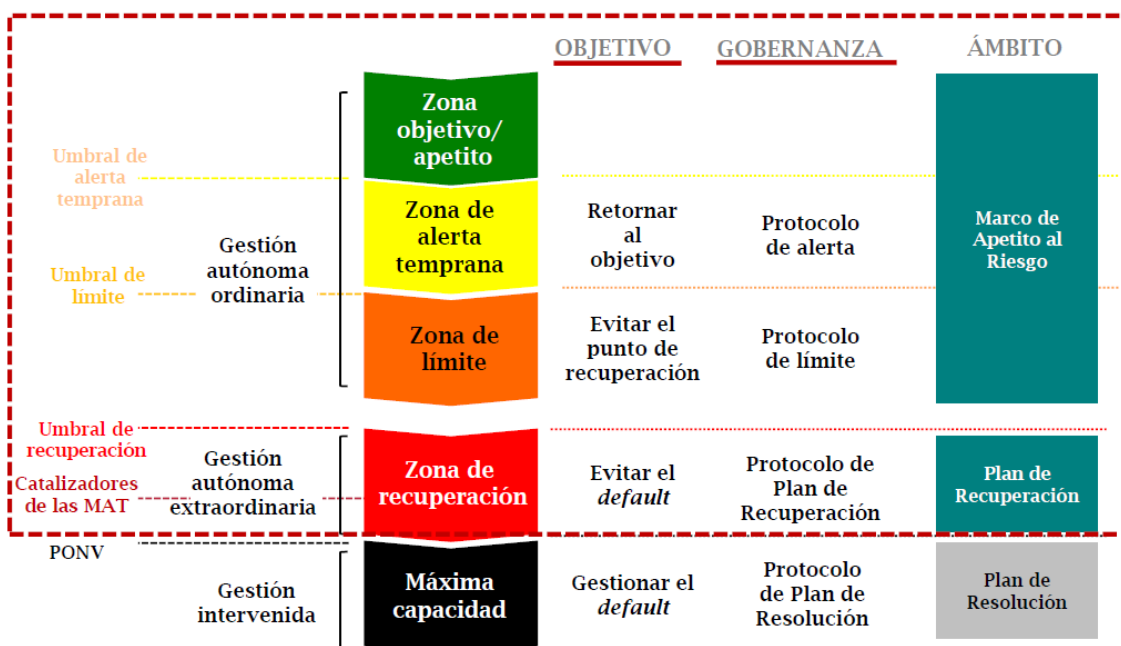 OBJETIVO
GOBERNANZA
ÁMBITO
Zona
objetivo/
apetito
Umbral de
alerta
temprana
Zona de
alerta
temprana
Retornar
al
objetivo
Protocolo
de alerta
Marco de
Apetito al
Riesgo
Gestión
autónoma
ordinaria
Umbral de
límite
Zona de
límite
Evitar el
punto de
recuperación
Protocolo
de límite
Umbral de
recuperación
Catalizadores
de las MAT
Gestión
autónoma
extraordinaria
Zona de
recuperación
Evitar el
default
Protocolo de
Plan de
Recuperación
Plan de
Recuperación
PONV
Gestión
intervenida
Máxima
capacidad
Gestionar el
default
Protocolo
de Plan de
Resolución
Plan de
Resolución